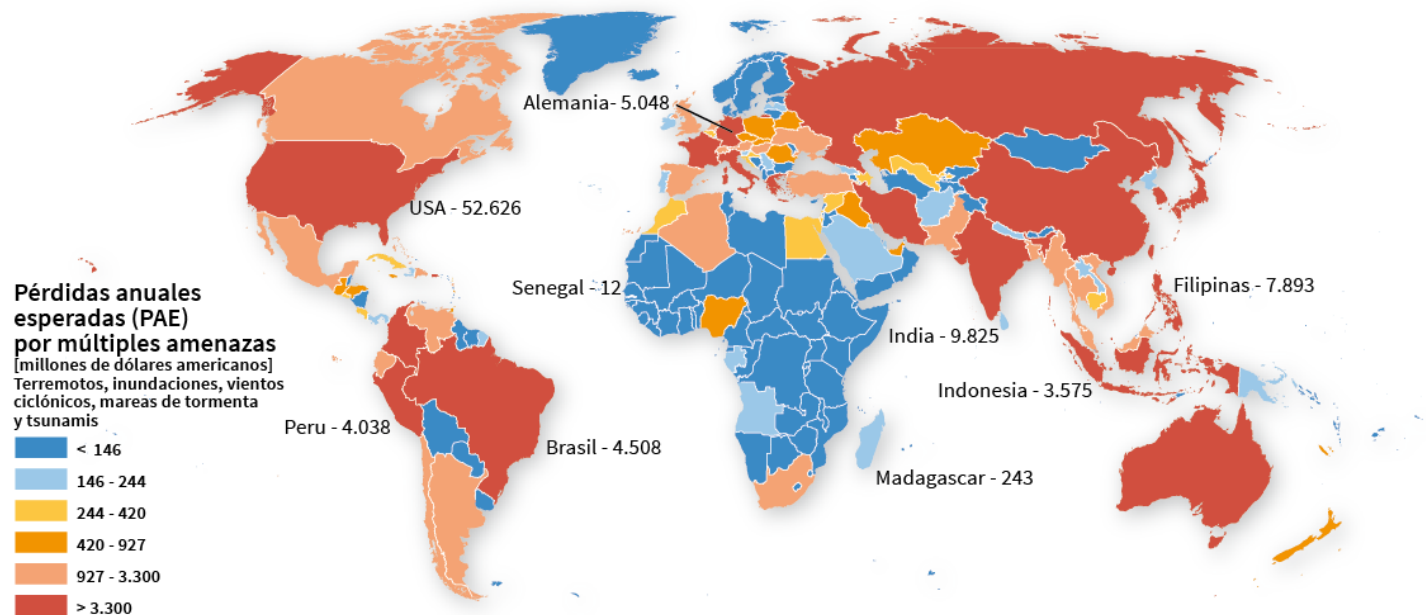 Alemania- 5.048
USA - 52.626
Senegal - 12
Filipinas - 7.893
India - 9.825
Indonesia - 3.575
Peru - 4.038
Brasil - 4.508
Madagascar - 243
Pérdidas anuales
esperadas (PAE)
por múltiples amenazas
[millones de dólares americanos]
Terremotos, inundaciones, vientos
ciclónicos, mareas de tormenta
y tsunamis
< 146
146 - 244
244 - 420
420 - 927
927 - 3.300
> 3.300